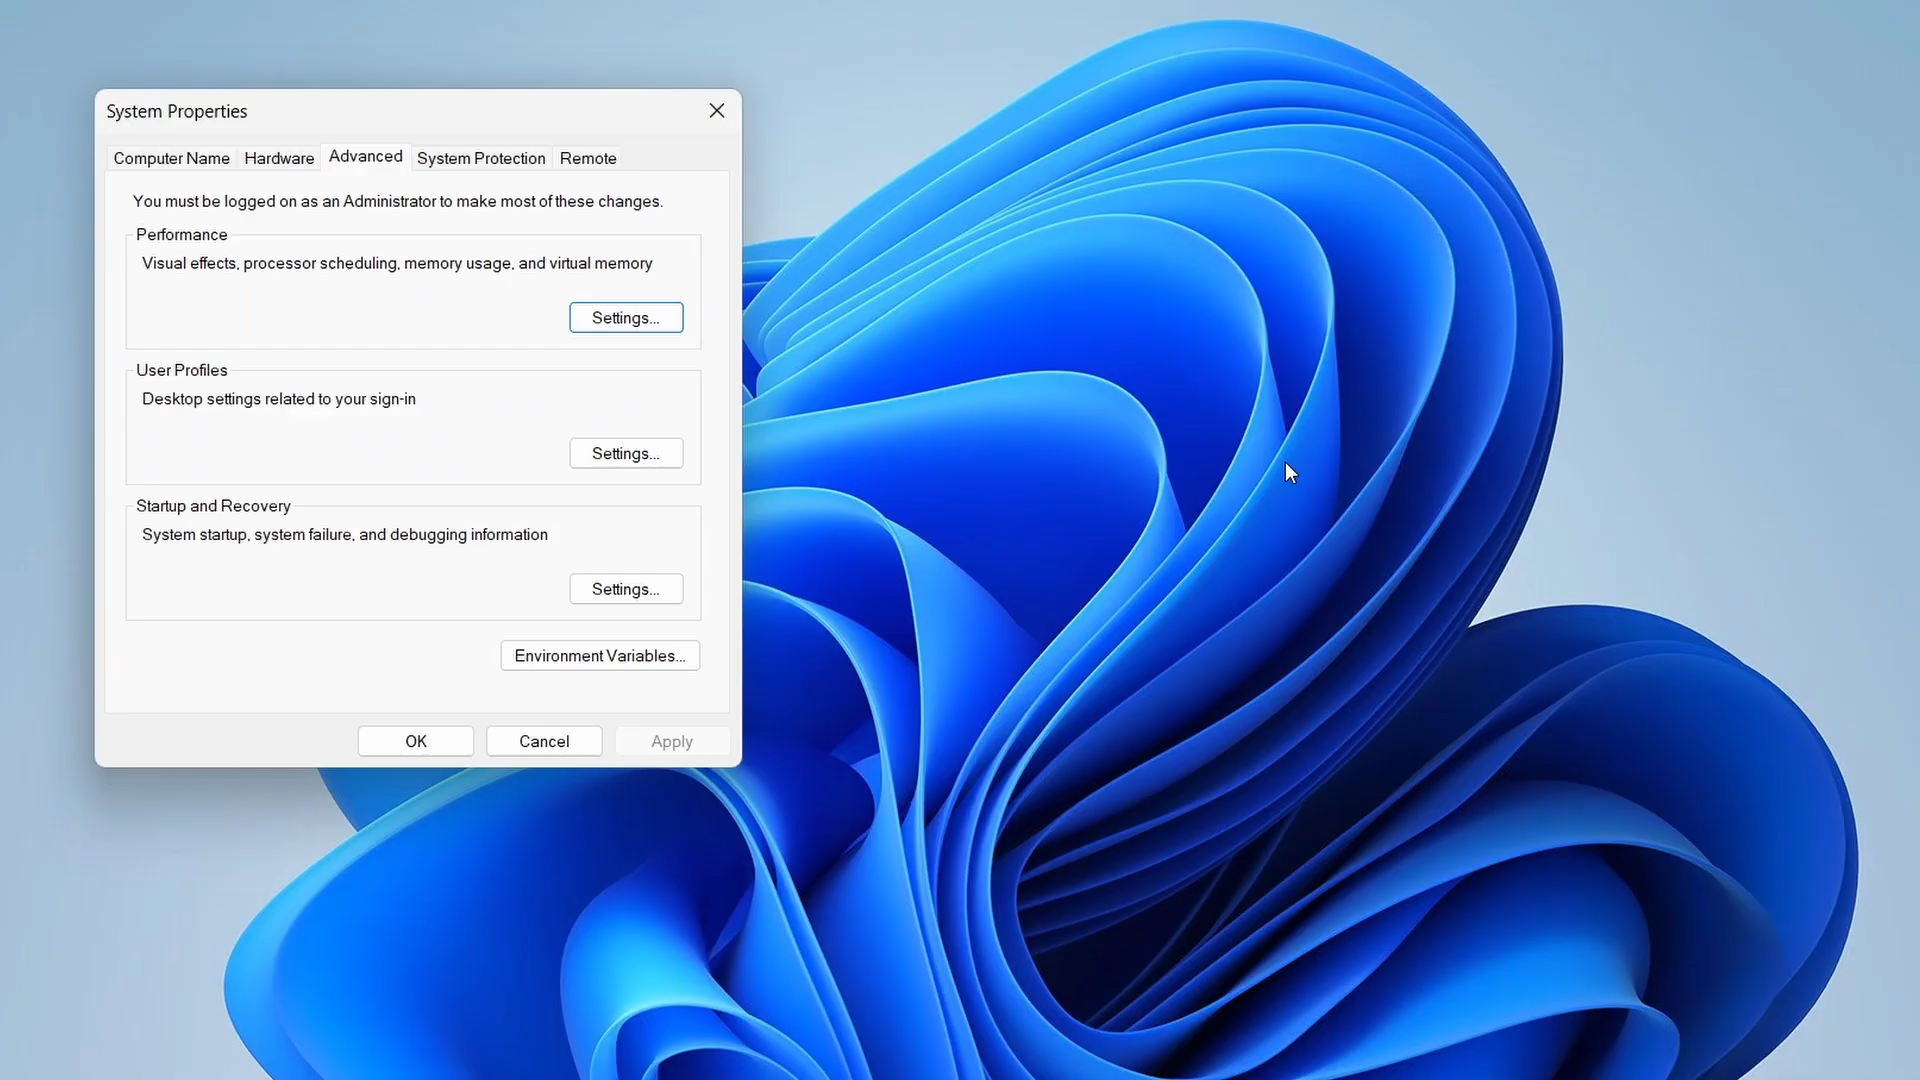 System Properties
Computer Name
Hardware
Advanced
System Protection
Remote
You must be logged on as an Administrator to make most of these changes.
Performance
Visual effects, processor scheduling, memory usage, and virtual memory
Settings...
User Profiles
Desktop settings related to your sign-in
Settings...
Startup and Recovery
System startup, system failure, and debugging information
Settings...
Environment Variables...
OK
Cancel
Apply